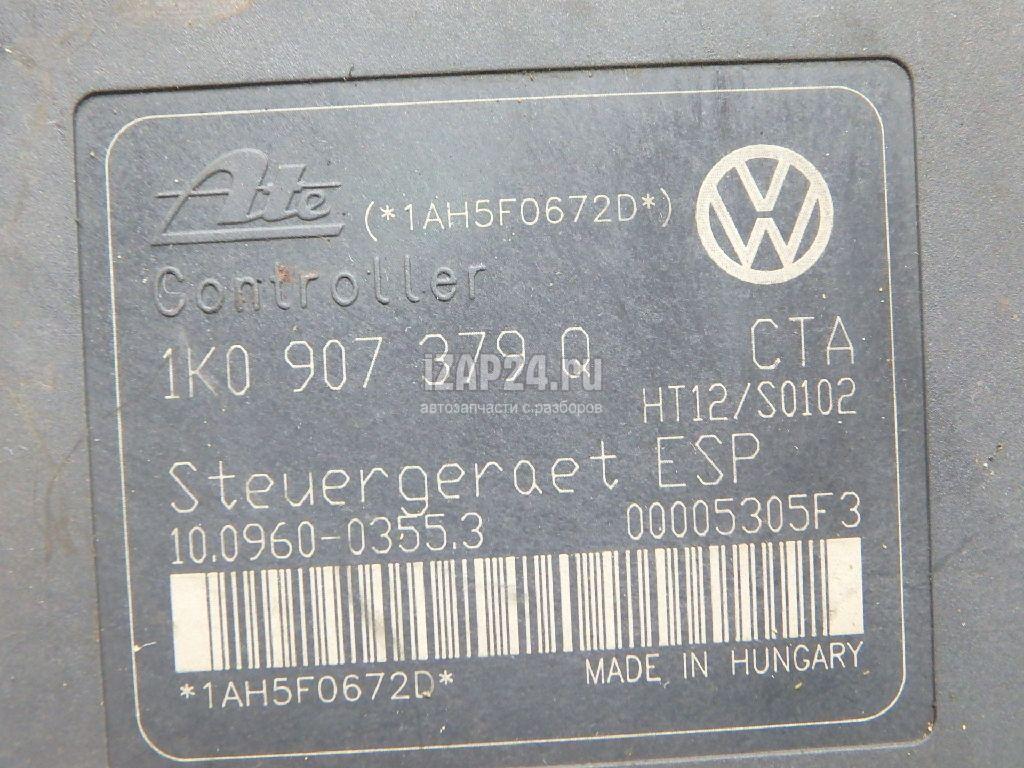 Ate (*1AH5F0672D*)
Controller
1K0 907 379 Q CTA
iZAP24.ru
автозапчасти с разборов
HT12/S0102
Steuergeraet ESP
10.0960-0355.3 00005305F3
*1AH5F0672D*
MADE IN HUNGARY